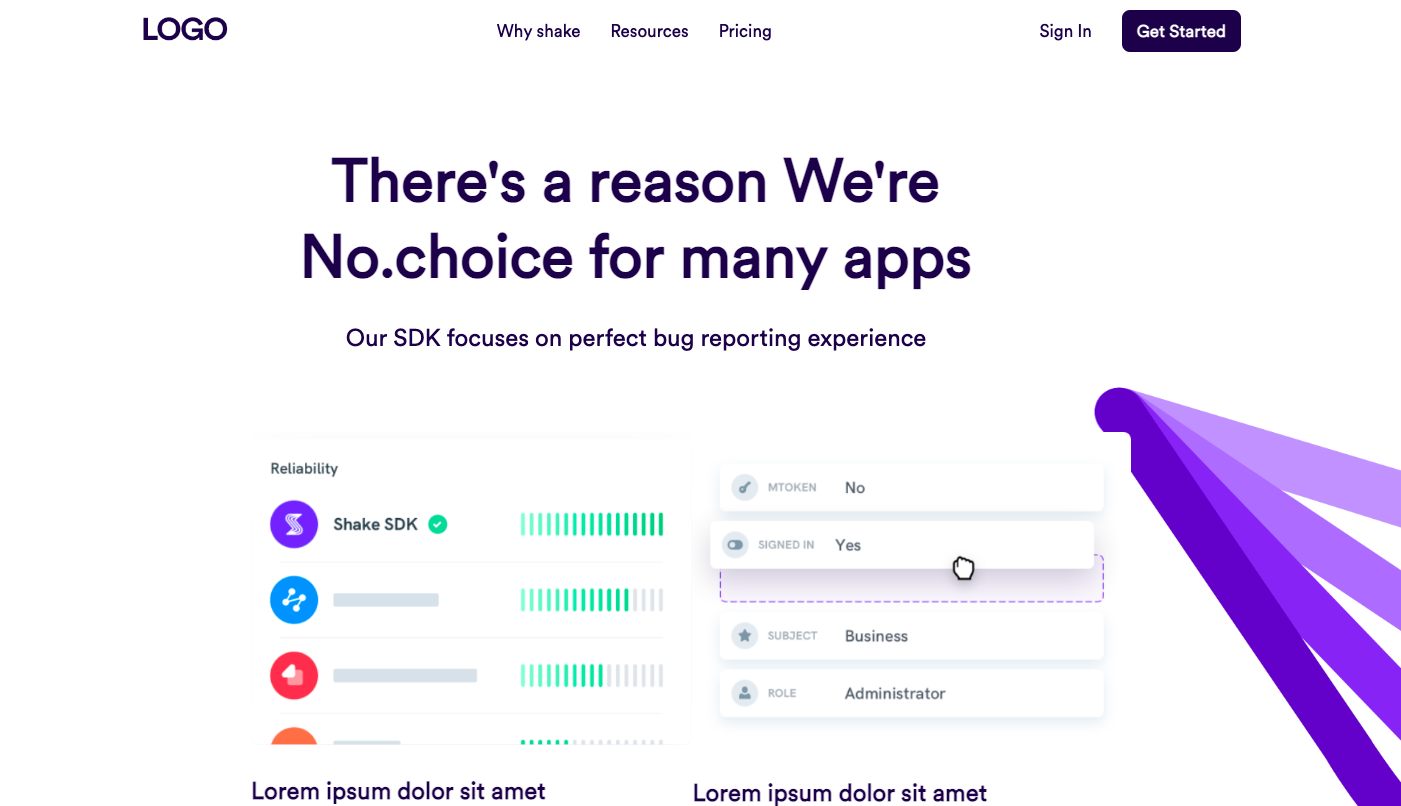 LOGO
Why shake
Resources
Pricing
Sign In
Get Started
There's a reason We're
No.choice for many apps
Our SDK focuses on perfect bug reporting experience
Reliability
Shake SDK
MTOKEN No
SIGNED IN Yes
SUBJECT Business
ROLE Administrator
Lorem ipsum dolor sit amet
Lorem ipsum dolor sit amet